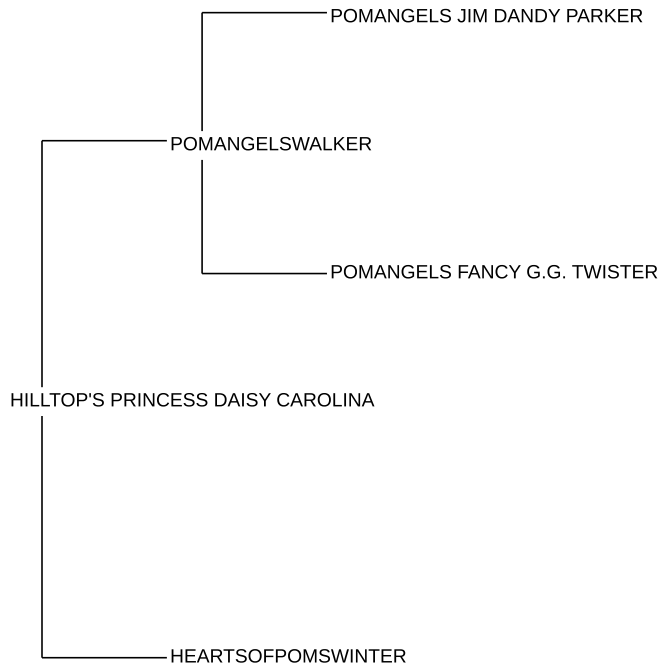 POMANGELS JIM DANDY PARKER
POMANGELSWALKER
POMANGELS FANCY G.G. TWISTER
HILLTOP'S PRINCESS DAISY CAROLINA
HEARTSOFPOMSWINTER